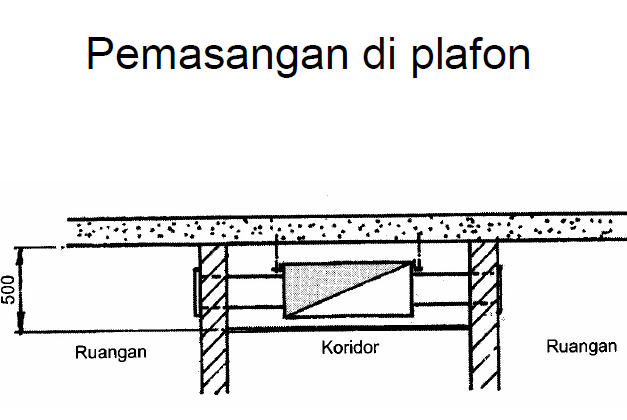 Pemasangan di plafon
500
Ruangan
Koridor
Ruangan